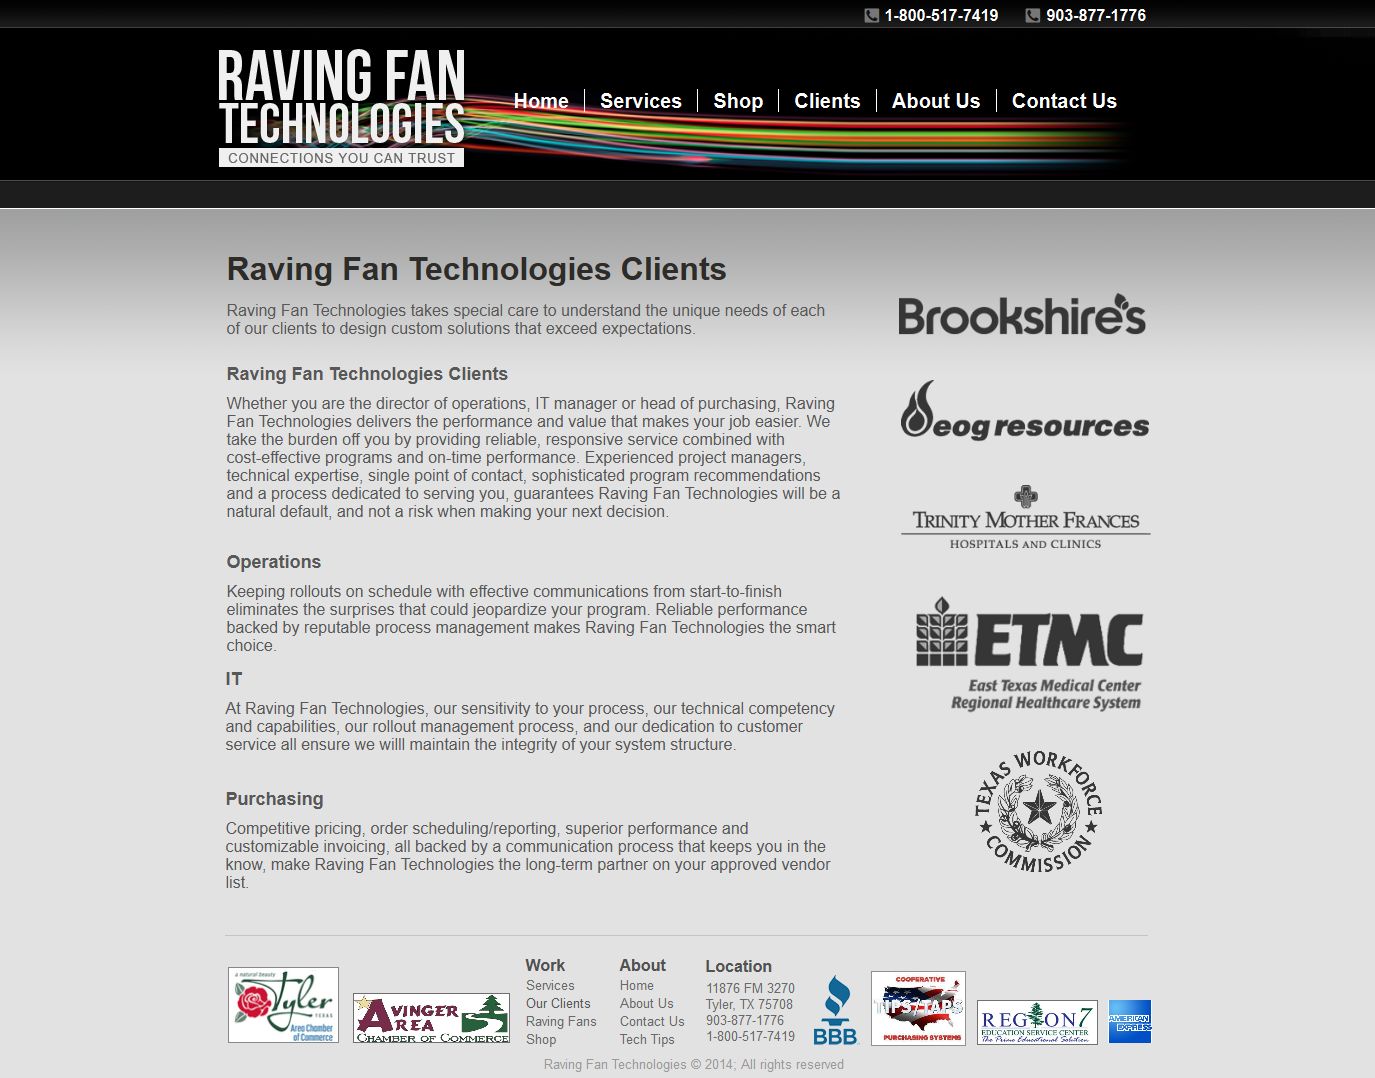 1-800-517-7419 903-877-1776
RAVING FAN
TECHNOLOGIES
CONNECTIONS YOU CAN TRUST
Home Services Shop Clients About Us Contact Us
Raving Fan Technologies Clients
Raving Fan Technologies takes special care to understand the unique needs of each
of our clients to design custom solutions that exceed expectations.
Raving Fan Technologies Clients
Whether you are the director of operations, IT manager or head of purchasing, Raving
Fan Technologies delivers the performance and value that makes your job easier. We
take the burden off you by providing reliable, responsive service combined with
cost-effective programs and on-time performance. Experienced project managers,
technical expertise, single point of contact, sophisticated program recommendations
and a process dedicated to serving you, guarantees Raving Fan Technologies will be a
natural default, and not a risk when making your next decision.
Operations
Keeping rollouts on schedule with effective communications from start-to-finish
eliminates the surprises that could jeopardize your program. Reliable performance
backed by reputable process management makes Raving Fan Technologies the smart
choice.
IT
At Raving Fan Technologies, our sensitivity to your process, our technical competency
and capabilities, our rollout management process, and our dedication to customer
service all ensure we willl maintain the integrity of your system structure.
Purchasing
Competitive pricing, order scheduling/reporting, superior performance and
customizable invoicing, all backed by a communication process that keeps you in the
know, make Raving Fan Technologies the long-term partner on your approved vendor
list.
Brookshire's
eog resources
TRINITY MOTHER FRANCES
HOSPITALS AND CLINICS
ETMC
East Texas Medical Center
Regional Healthcare System
TEXAS WORKFORCE
COMMISSION
a natural beauty
Tyler
TEXAS
Area Chamber
of Commerce
AVINGER
AREA
CHAMBER OF COMMERCE
Work
Services
Our Clients
Raving Fans
Shop
About
Home
About Us
Contact Us
Tech Tips
Location
11876 FM 3270
Tyler, TX 75708
903-877-1776
1-800-517-7419
BBB
COOPERATIVE
TIPS/TAPS
PURCHASING SYSTEMS
REGION 7
EDUCATION SERVICE CENTER
The Prime Educational Solution
AMERICAN
EXPRESS
Raving Fan Technologies © 2014; All rights reserved